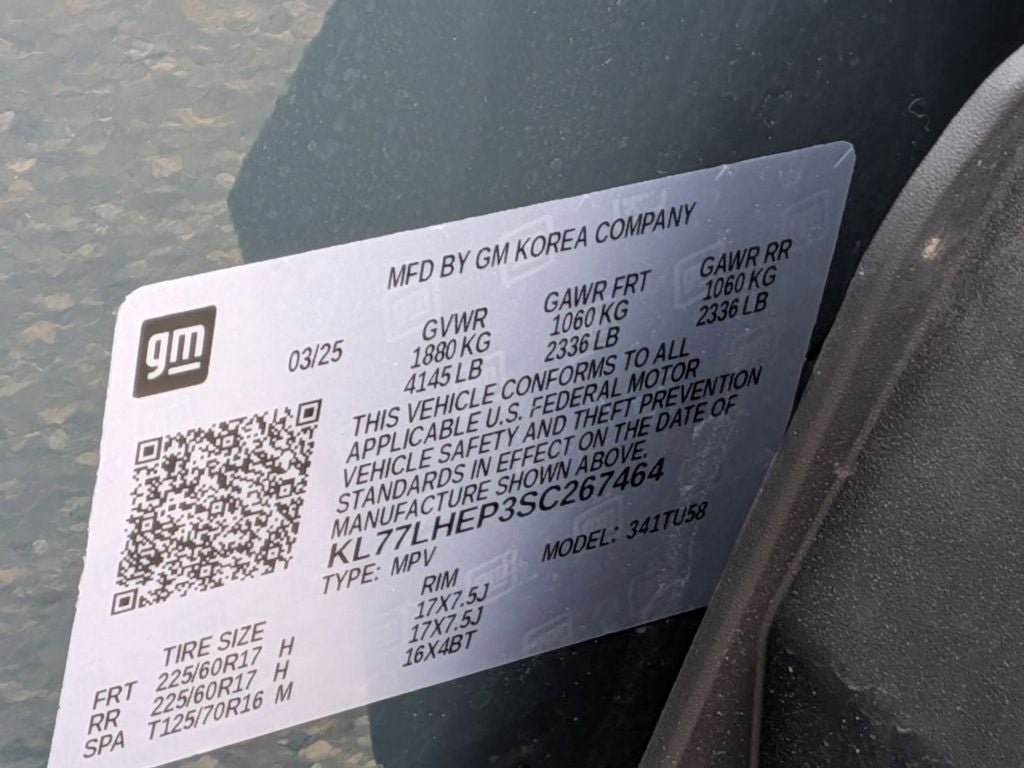 MFD BY GM KOREA COMPANY
gm
03/25
GVWR GAWR FRT GAWR RR
1880 KG 1060 KG 1060 KG
4145 LB 2336 LB 2336 LB
THIS VEHICLE CONFORMS TO ALL
APPLICABLE U.S. FEDERAL MOTOR
VEHICLE SAFETY AND THEFT PREVENTION
STANDARDS IN EFFECT ON THE DATE OF
MANUFACTURE SHOWN ABOVE.
KL77LHEP3SC267464
TYPE: MPV MODEL: 341TU58
TIRE SIZE RIM
FRT 225/60R17 H 17X7.5J
RR 225/60R17 H 17X7.5J
SPA T125/70R16 M 16X4BT